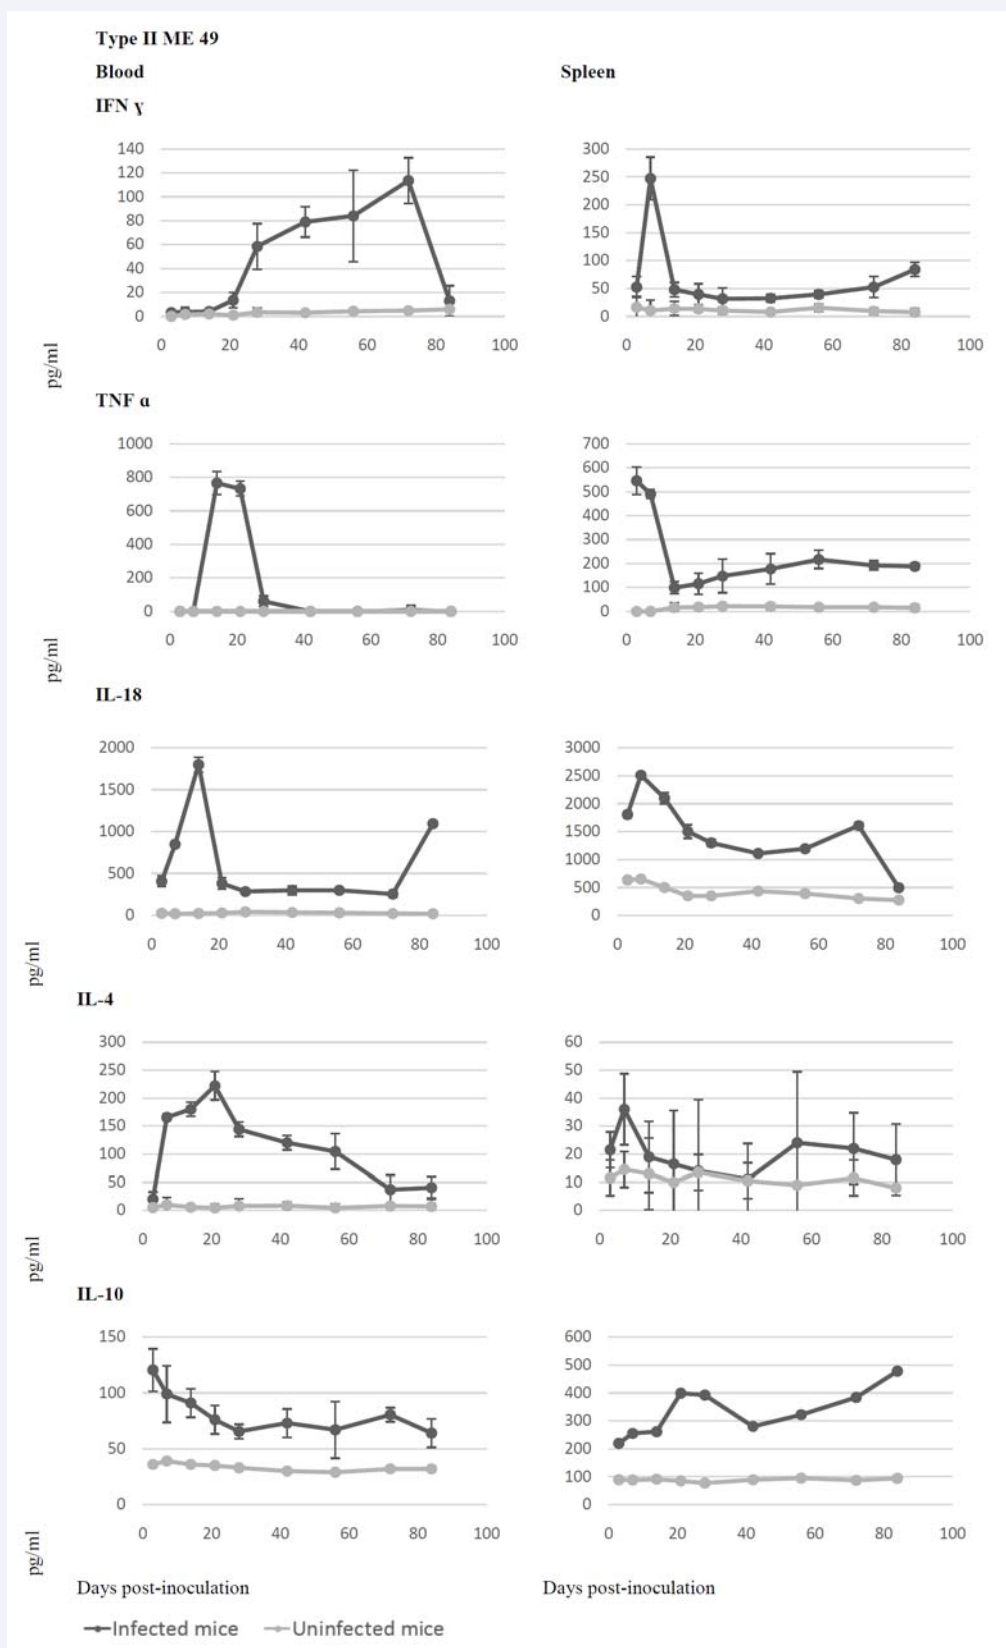 Type II ME 49
Blood Spleen
IFN γ
140 300
120 250
100 200
80 150
60 100
40 50
20 0
0
0 20 40 60 80 100 0 20 40 60 80 100
pg/ml
TNF α
1000 700
800 600
600 500
400 400
200 300
0 200
100
0
0 20 40 60 80 100 0 20 40 60 80 100
pg/ml
IL-18
2000 3000
1500 2500
1000 2000
500 1500
0 1000
500
0
0 20 40 60 80 100 0 20 40 60 80 100
pg/ml
IL-4
300 60
250 50
200 40
150 30
100 20
50 10
0 0
0 20 40 60 80 100 0 20 40 60 80 100
pg/ml
IL-10
150 600
100 500
50 400
0 300
200
100
0
0 20 40 60 80 100 0 20 40 60 80 100
pg/ml
Days post-inoculation Days post-inoculation
Infected mice Uninfected mice